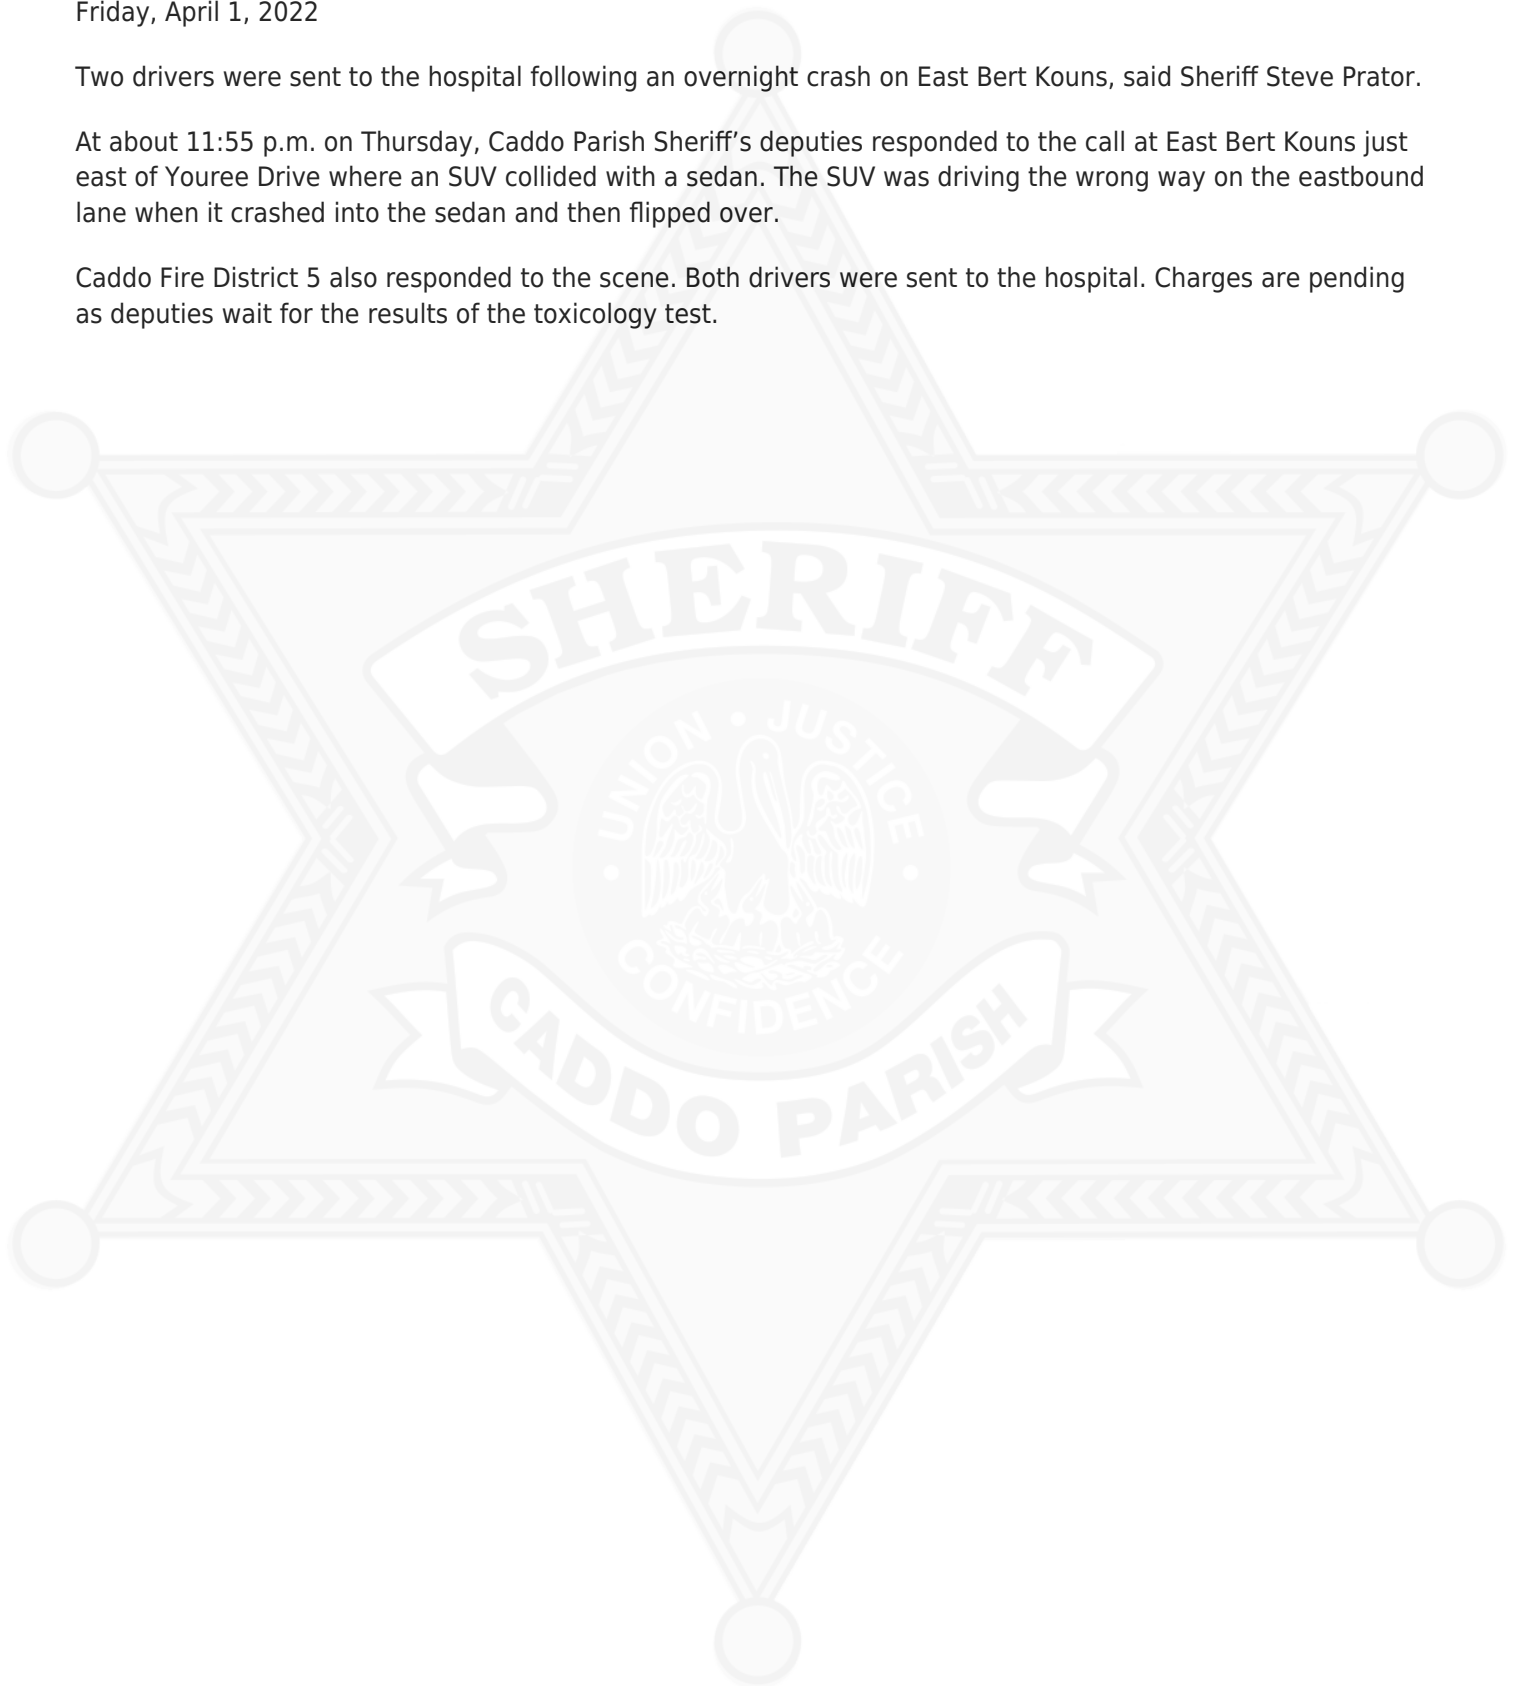 Friday, April 1, 2022
Two drivers were sent to the hospital following an overnight crash on East Bert Kouns, said Sheriff Steve Prator.
At about 11:55 p.m. on Thursday, Caddo Parish Sheriff’s deputies responded to the call at East Bert Kouns just
east of Youree Drive where an SUV collided with a sedan. The SUV was driving the wrong way on the eastbound
lane when it crashed into the sedan and then flipped over.
Caddo Fire District 5 also responded to the scene. Both drivers were sent to the hospital. Charges are pending
as deputies wait for the results of the toxicology test.
SHERIFF
UNION • JUSTICE
• CONFIDENCE •
CADDO PARISH